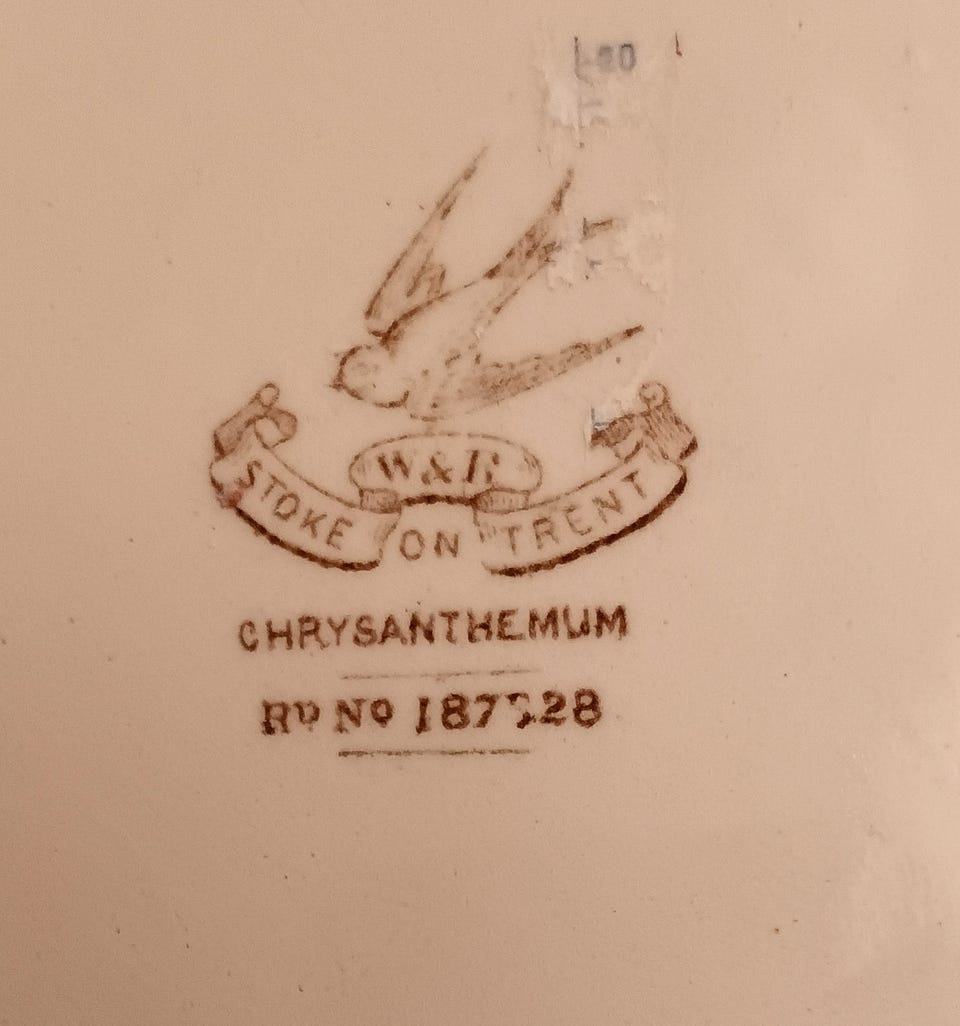 W & R
STOKE ON TRENT
CHRYSANTHEMUM
RD NO